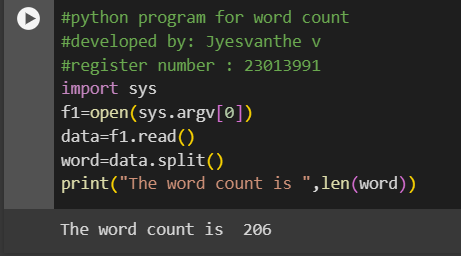 #python program for word count
#developed by: Jyesvanthe v
#register number : 23013991
import sys
f1=open(sys.argv[0])
data=f1.read()
word=data.split()
print("The word count is ",len(word))
The word count is  206